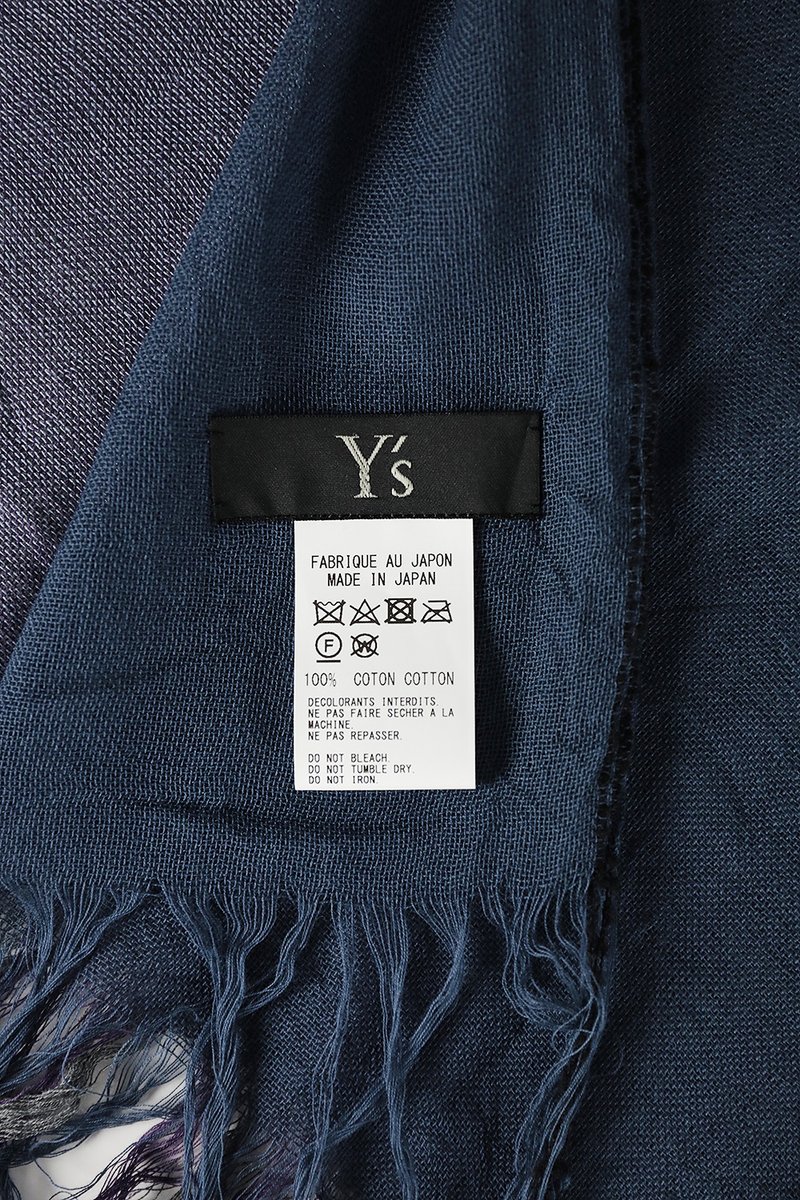 Y's
FABRIQUE AU JAPON
MADE IN JAPAN
F W
100% COTON COTTON
DECOLORANTS INTERDITS.
NE PAS FAIRE SECHER A LA
MACHINE.
NE PAS REPASSER.
DO NOT BLEACH.
DO NOT TUMBLE DRY.
DO NOT IRON.